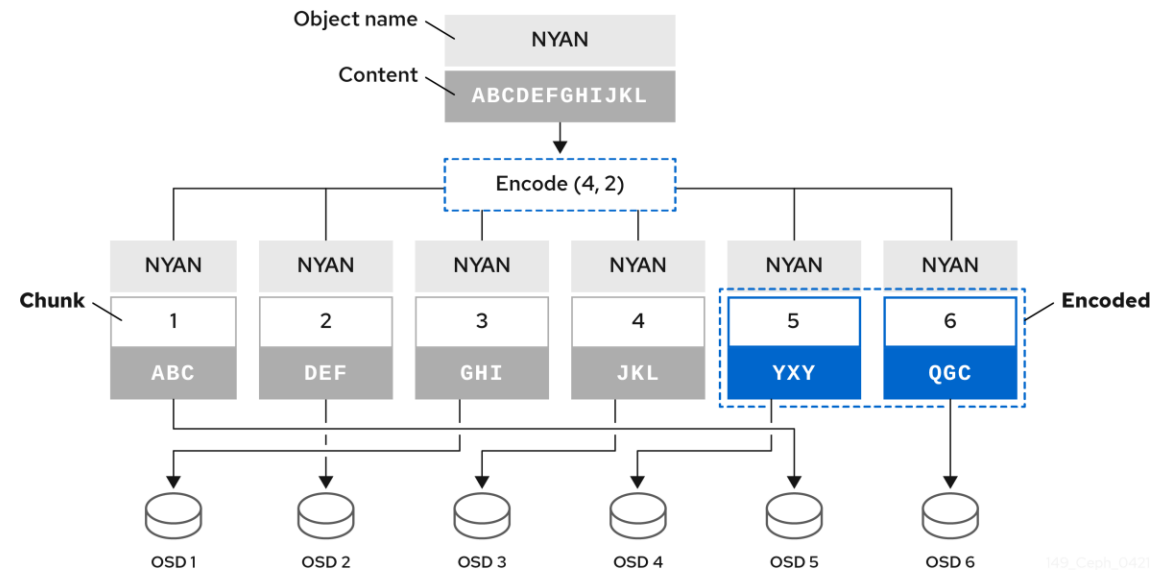 Object name
NYAN
Content
ABCDEFGHIJKL
Encode (4, 2)
NYAN NYAN NYAN NYAN NYAN NYAN
Chunk
1 2 3 4 5 6
Encoded
ABC DEF GHI JKL YXY QGC
OSD 1 OSD 2 OSD 3 OSD 4 OSD 5 OSD 6
149_Ceph_0421